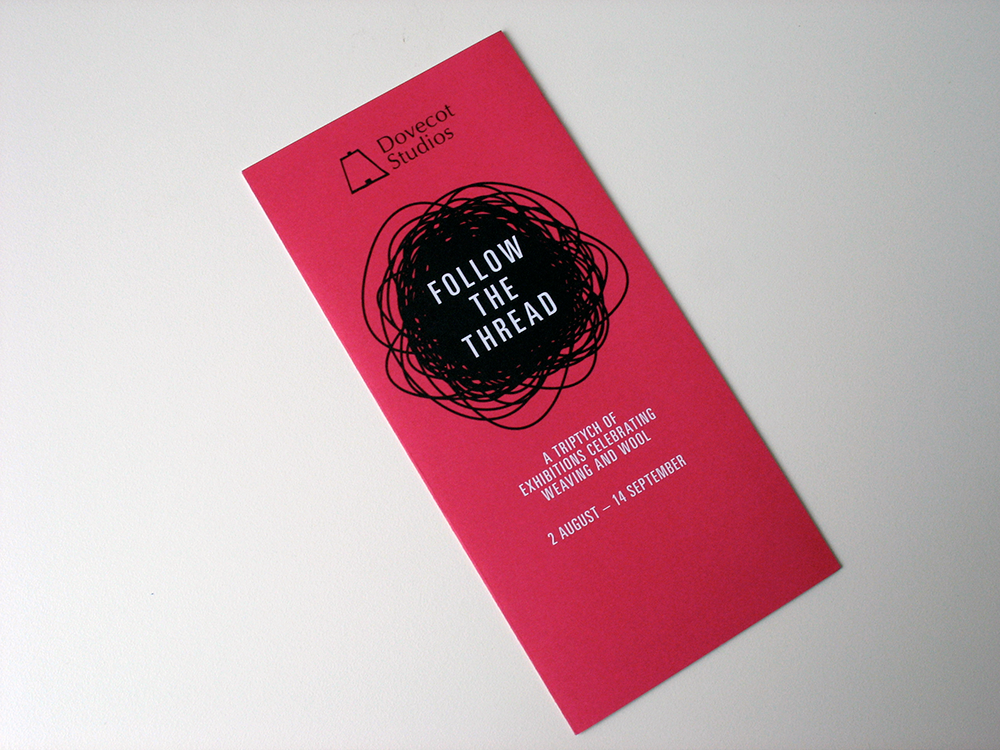 Dovecot
Studios
FOLLOW
THE
THREAD
A TRIPTYCH OF
EXHIBITIONS CELEBRATING
WEAVING AND WOOL
2 AUGUST – 14 SEPTEMBER